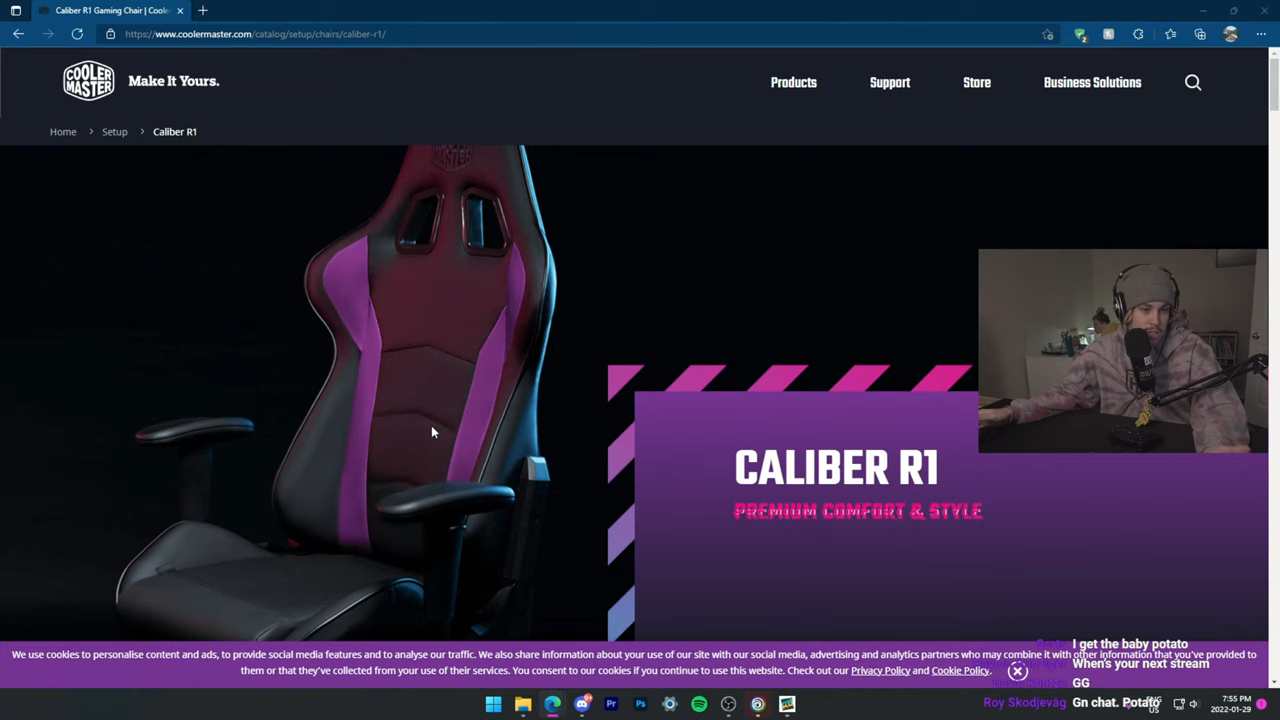 Caliber R1 Gaming Chair | Coole
https://www.coolermaster.com/catalog/setup/chairs/caliber-r1/
COOLER MASTER
Make It Yours.
Products
Support
Store
Business Solutions
Home > Setup > Caliber R1
CALIBER R1
PREMIUM COMFORT & STYLE
We use cookies to personalise content and ads, to provide social media features and to analyse our traffic. We also share information about your use of our site with our social media, advertising and analytics partners who may combine it with other information that you've provided to
them or that they've collected from your use of their services. You consent to our cookies if you continue to use this website. Check out our Privacy Policy and Cookie Policy.
I get the baby potato
When's your next stream
GG
Roy Skodjevåg Gn chat. Potato
ENG
US
7:55 PM
2022-01-29